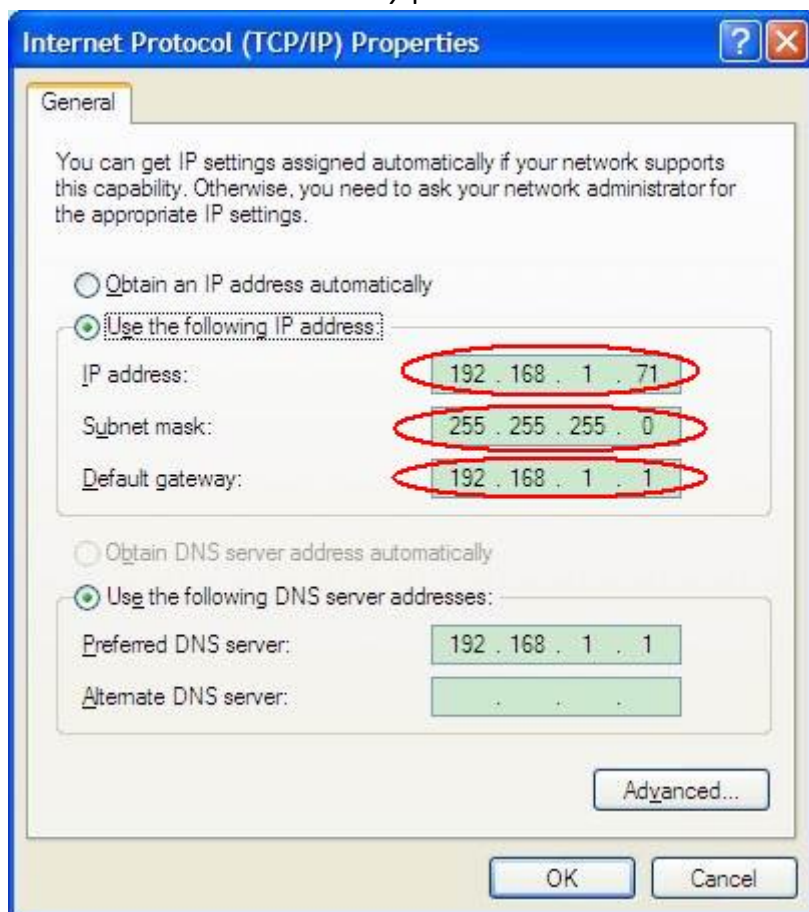 Internet Protocol (TCP/IP) Properties
General
You can get IP settings assigned automatically if your network supports
this capability. Otherwise, you need to ask your network administrator for
the appropriate IP settings.
Obtain an IP address automatically
Use the following IP address:
IP address: 192 . 168 . 1 . 71
Subnet mask: 255 . 255 . 255 . 0
Default gateway: 192 . 168 . 1 . 1
Obtain DNS server address automatically
Use the following DNS server addresses:
Preferred DNS server: 192 . 168 . 1 . 1
Alternate DNS server: . . .
Advanced...
OK Cancel